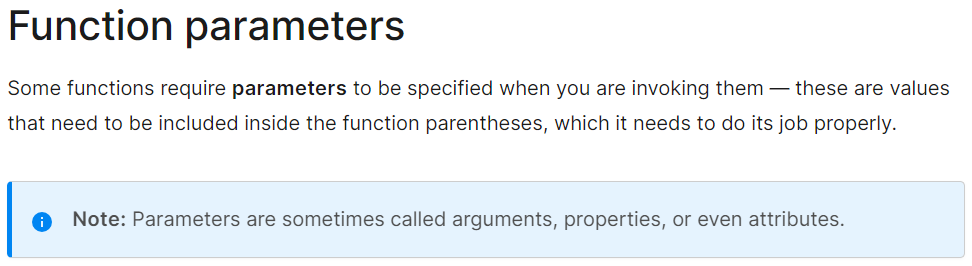 Function parameters
Some functions require parameters to be specified when you are invoking them — these are values
that need to be included inside the function parentheses, which it needs to do its job properly.
Note: Parameters are sometimes called arguments, properties, or even attributes.